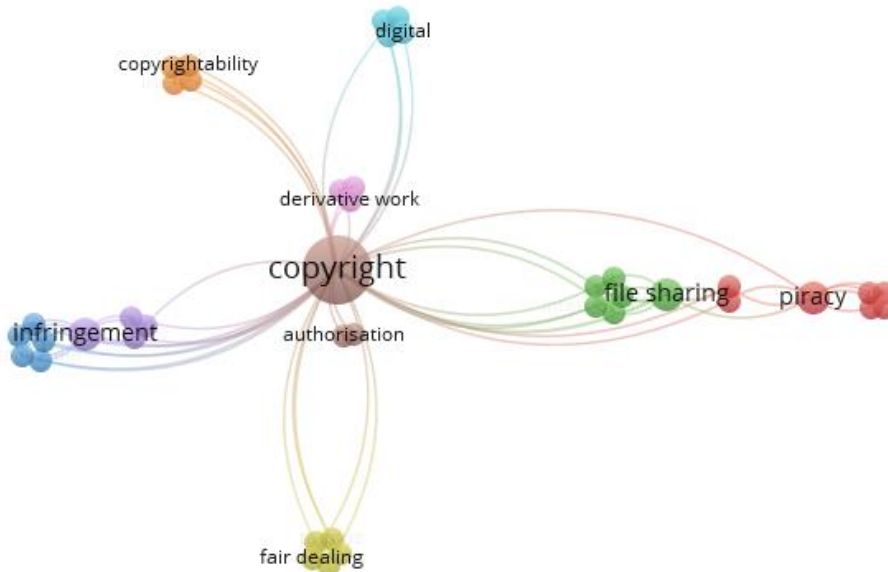 digital
copyrightability
derivative work
copyright
file sharing
piracy
infringement
authorisation
fair dealing